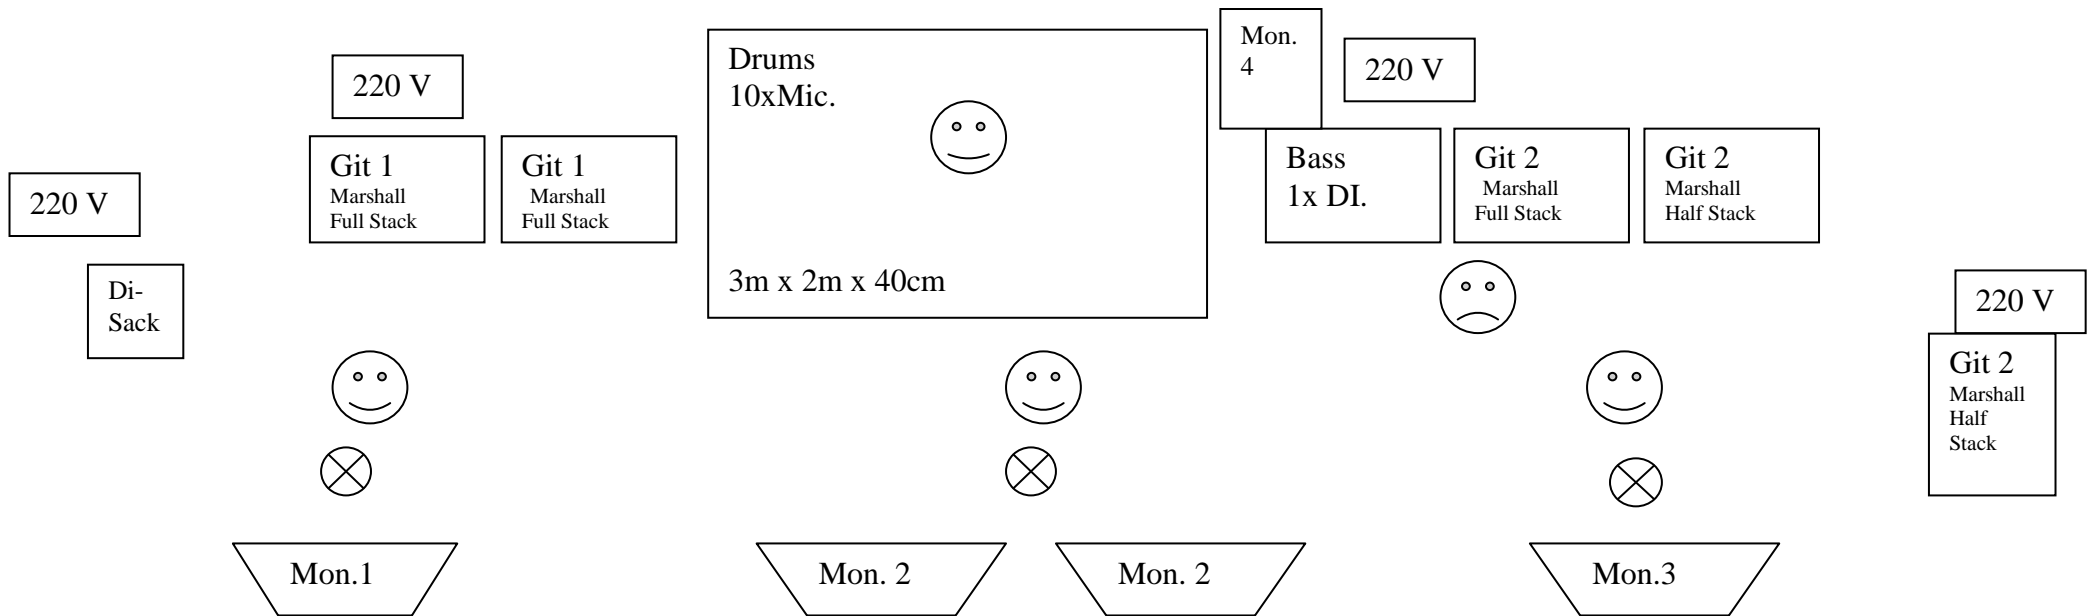 Drums
10xMic.
3m x 2m x 40cm
Mon.
4
220 V
220 V
220 V
Git 1
Marshall
Full Stack
Git 1
Marshall
Full Stack
Bass
1x DI.
Git 2
Marshall
Full Stack
Git 2
Marshall
Half Stack
Di-
Sack
220 V
Git 2
Marshall
Half
Stack
Mon.1
Mon. 2
Mon. 2
Mon.3